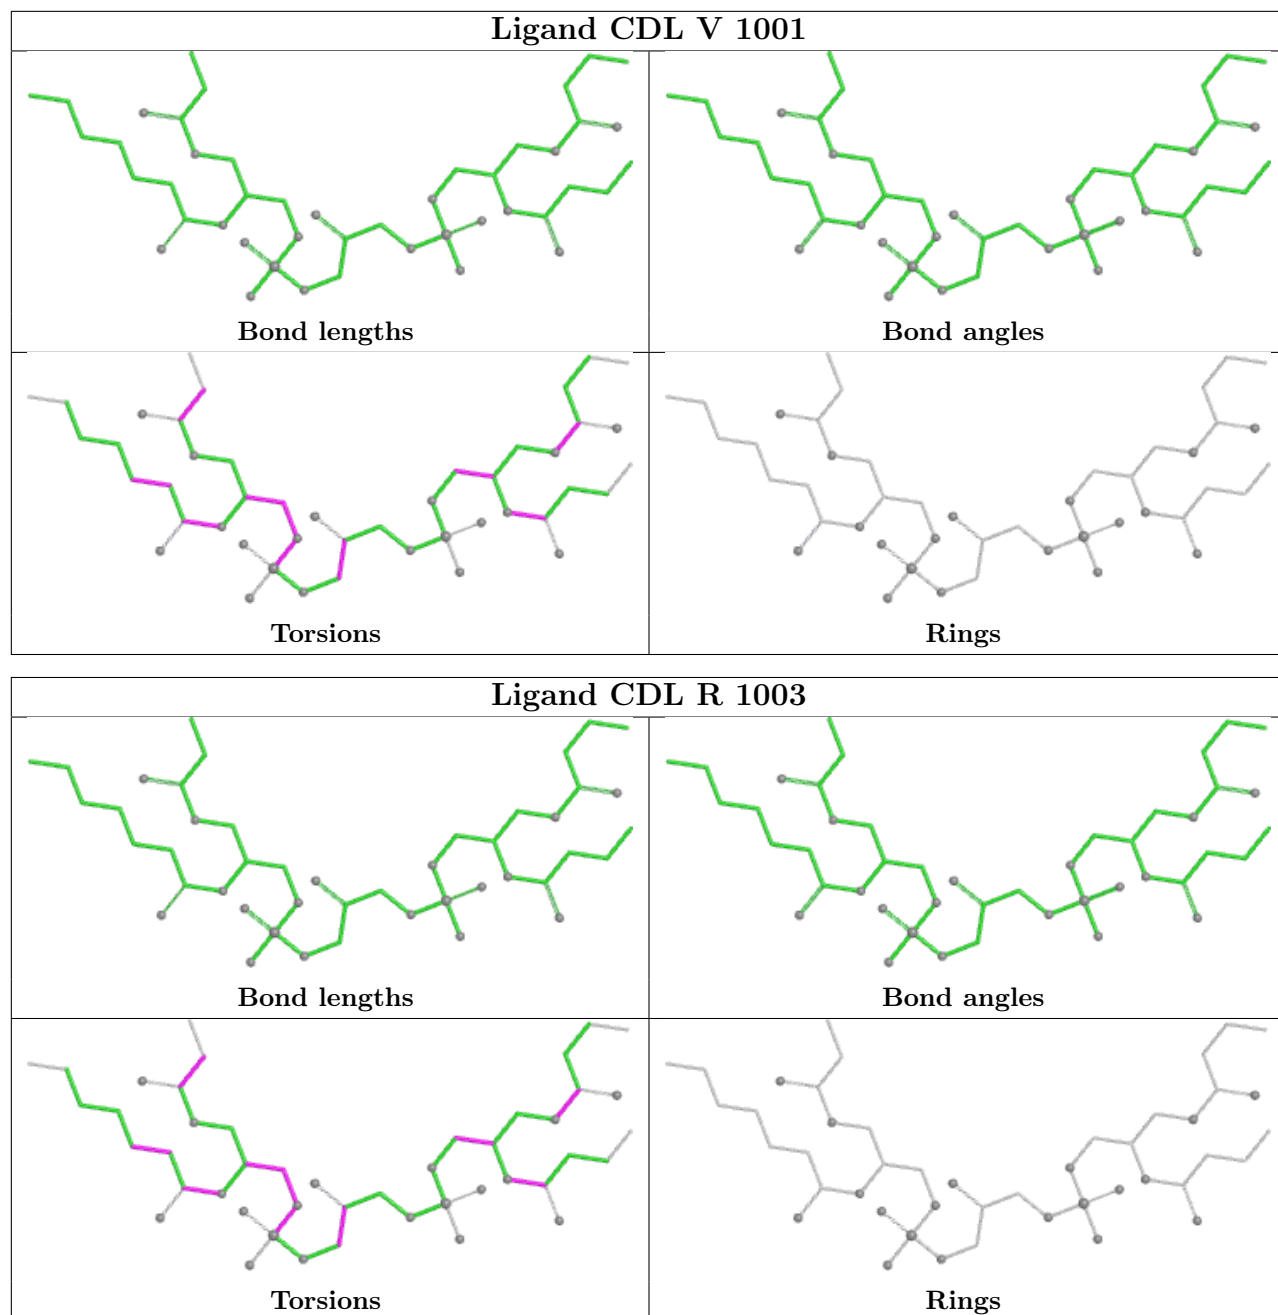 Ligand CDL V 1001
Bond lengths
Bond angles
Torsions
Rings
Ligand CDL R 1003
Bond lengths
Bond angles
Torsions
Rings